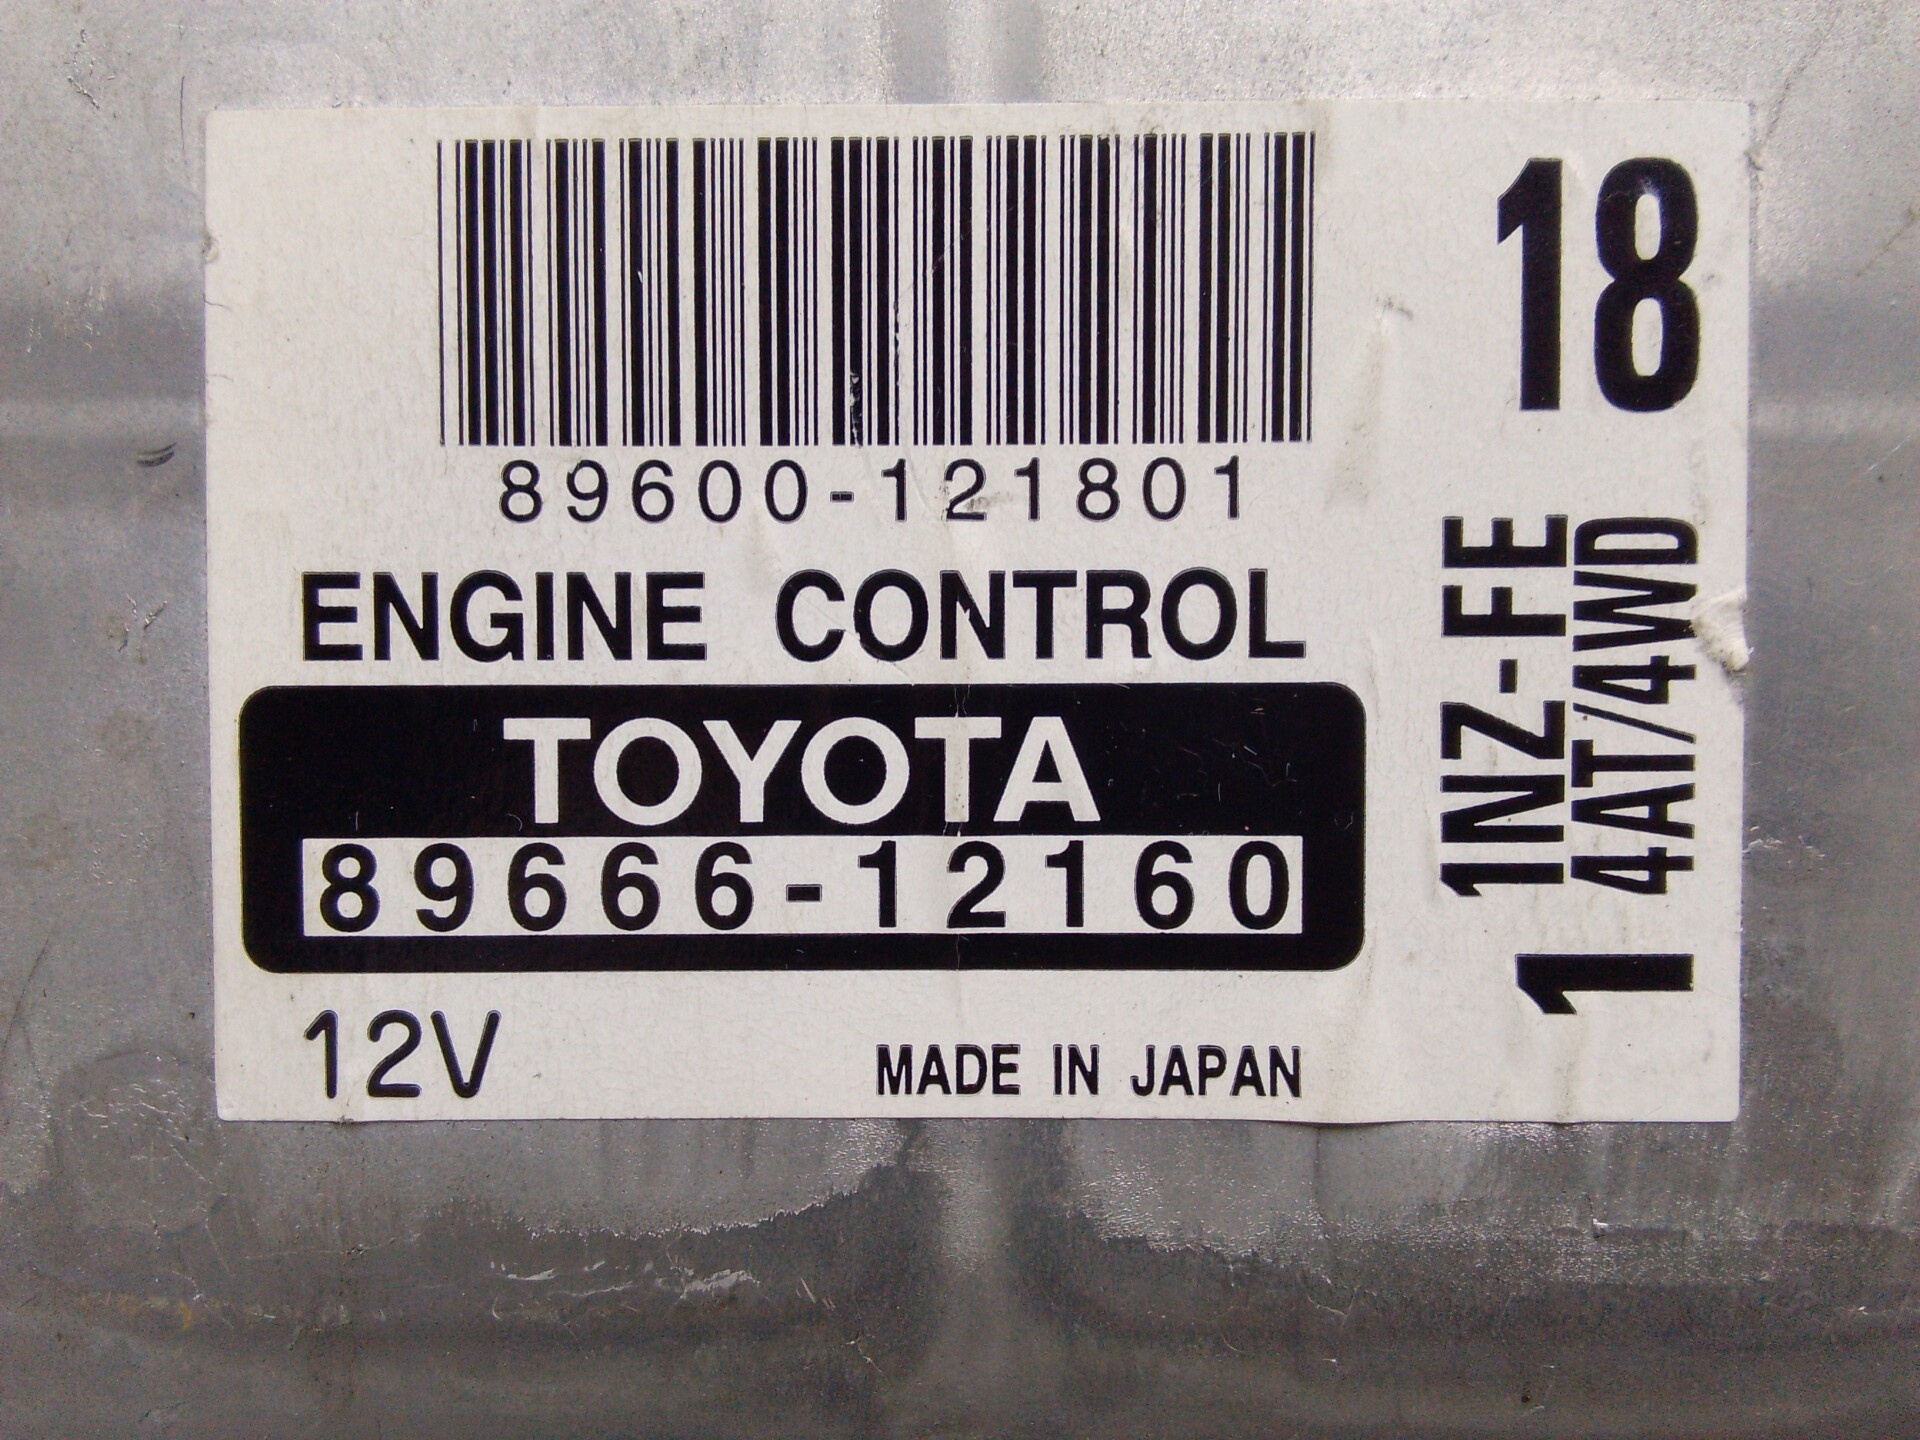 89600-121801
ENGINE CONTROL
TOYOTA
89666-12160
12V
MADE IN JAPAN
18
1NZ-FE
4AT/4WD
1